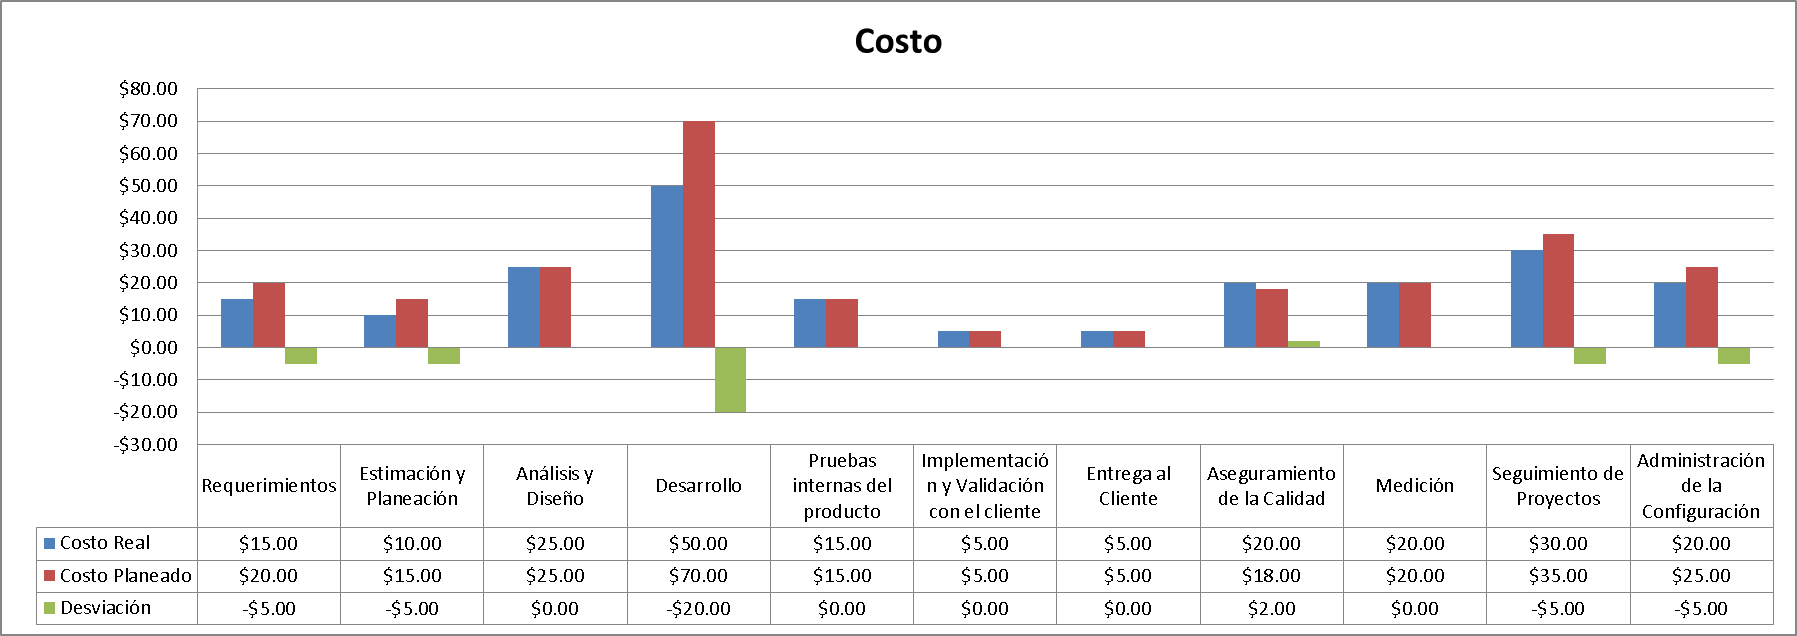 Costo
$80.00
$70.00
$60.00
$50.00
$40.00
$30.00
$20.00
$10.00
$0.00
-$10.00
-$20.00
-$30.00
Requerimientos
Estimación y
Planeación
Análisis y
Diseño
Desarrollo
Pruebas
internas del
producto
Implementació
n y Validación
con el cliente
Entrega al
Cliente
Aseguramiento
de la Calidad
Medición
Seguimiento de
Proyectos
Administración
de la
Configuración
Costo Real $15.00 $10.00 $25.00 $50.00 $15.00 $5.00 $5.00 $20.00 $20.00 $30.00 $20.00
Costo Planeado $20.00 $15.00 $25.00 $70.00 $15.00 $5.00 $5.00 $18.00 $20.00 $35.00 $25.00
Desviación -$5.00 -$5.00 $0.00 -$20.00 $0.00 $0.00 $0.00 $2.00 $0.00 -$5.00 -$5.00